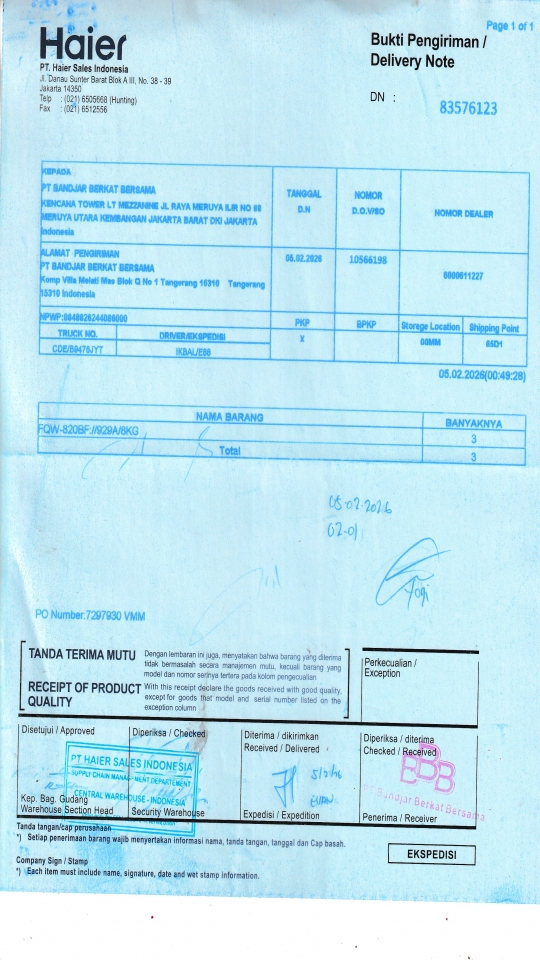 Page 1 of 1
Haier
PT. Haier Sales Indonesia
Jl. Danau Sunter Barat Blok A III, No. 38 - 39
Jakarta 14350
Telp : (021) 6505668 (Hunting)
Fax : (021) 6512556
Bukti Pengiriman /
Delivery Note
DN : 83576123
KEPADA
PT BANDJAR BERKAT BERSAMA
KENCANA TOWER LT MEZZANINE JL RAYA MERUYA ILIR NO 88
MERUYA UTARA KEMBANGAN JAKARTA BARAT DKI JAKARTA
Indonesia
TANGGAL
D.N
NOMOR
D.O.V/SO
NOMOR DEALER
ALAMAT PENGIRIMAN
PT BANDJAR BERKAT BERSAMA
Komp Villa Melati Mas Blok Q No 1 Tangerang 15310 Tangerang
15310 Indonesia
05.02.2026
10566198
6000611227
NPWP:0848926244086000
PKP
BPKP
Storege Location
Shipping Point
TRUCK NO.
DRIVER/EKSPEDISI
X
CDE/B9476JYT
IKBAL/E86
05.02.2026(00:49:28)
NAMA BARANG
BANYAKNYA
FQW-820BF://929A/8KG
3
Total
3
05.02.2026
02-01
Yogi
PO Number:7297930 VMM
TANDA TERIMA MUTU
Dengan lembaran ini juga, menyatakan bahwa barang yang diterima
tidak bermasalah secara manajemen mutu, kecuali barang yang
model dan nomor serinya tertera pada kolom pengecualian
RECEIPT OF PRODUCT
QUALITY
With this receipt declare the goods received with good quality,
except for goods that model and serial number listed on the
exception column
Perkecualian /
Exception
Disetujui / Approved
Diperiksa / Checked
Diterima / dikirimkan
Received / Delivered
Diperiksa / diterima
Checked / Received
PT HAIER SALES INDONESIA
SUPPLY CHAIN MANAGEMENT DEPARTEMENT
CENTRAL WAREHOUSE - INDONESIA
5/2/26
BBB
PT Bandjar Berkat Bersama
Kep. Bag. Gudang
Warehouse Section Head
Security Warehouse
Expedisi / Expedition
Penerima / Receiver
Tanda tangan/cap perusahaan
*) Setiap penerimaan barang wajib menyertakan informasi nama, tanda tangan, tanggal dan Cap basah.
EKSPEDISI
Company Sign / Stamp
*) Each item must include name, signature, date and wet stamp information.